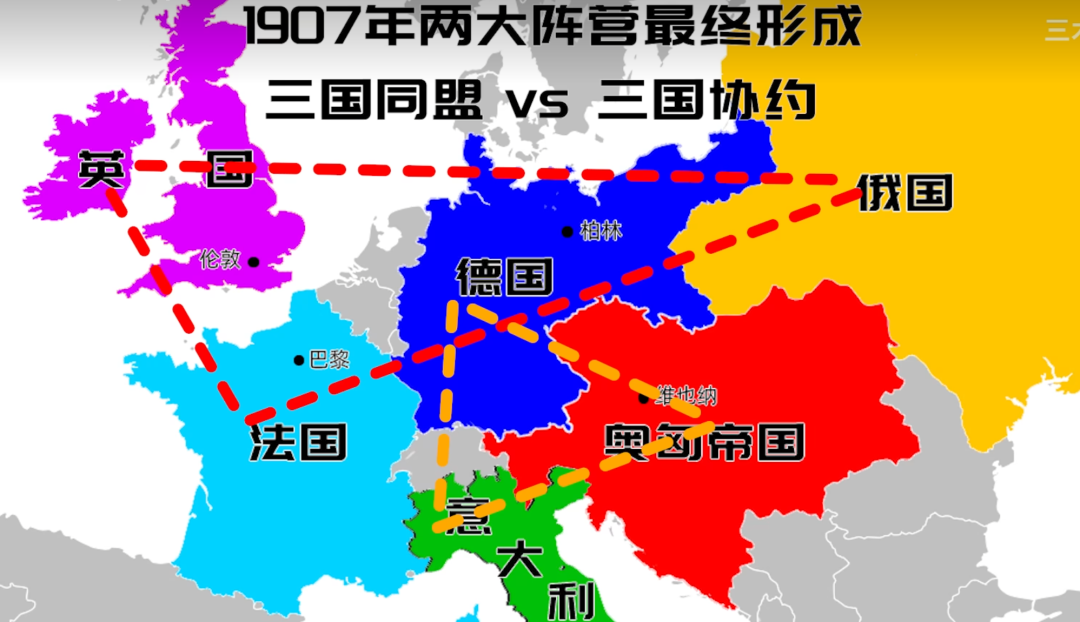 1907年两大阵营最终形成
三国同盟 vs 三国协约
英国
俄国
柏林
伦敦
德国
巴黎
维也纳
法国
奥匈帝国
意大利